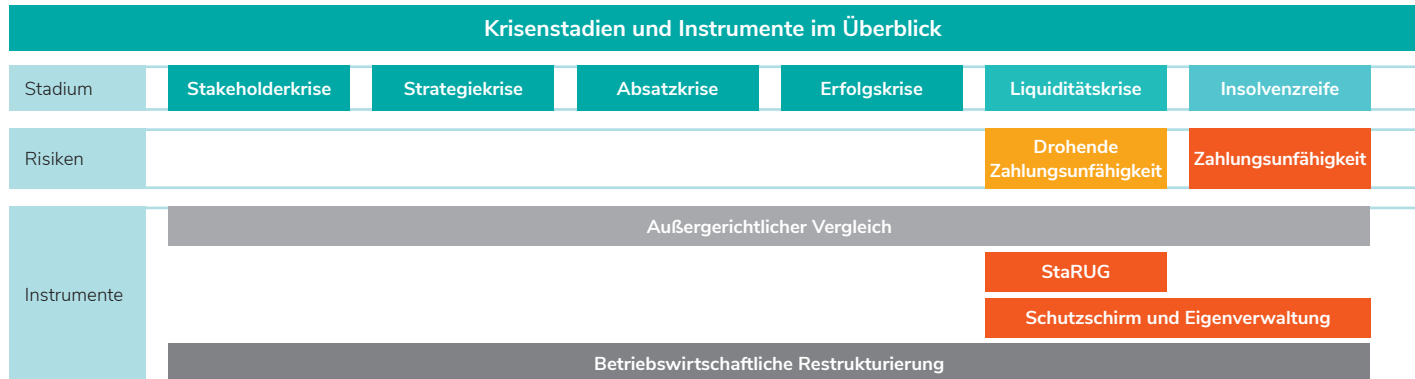 Krisenstadien und Instrumente im Überblick
Stadium
Stakeholderkrise
Strategiekrise
Absatzkrise
Erfolgskrise
Liquiditätskrise
Insolvenzreife
Risiken
Drohende
Zahlungsunfähigkeit
Zahlungsunfähigkeit
Instrumente
Außergerichtlicher Vergleich
StaRUG
Schutzschirm und Eigenverwaltung
Betriebswirtschaftliche Restrukturierung